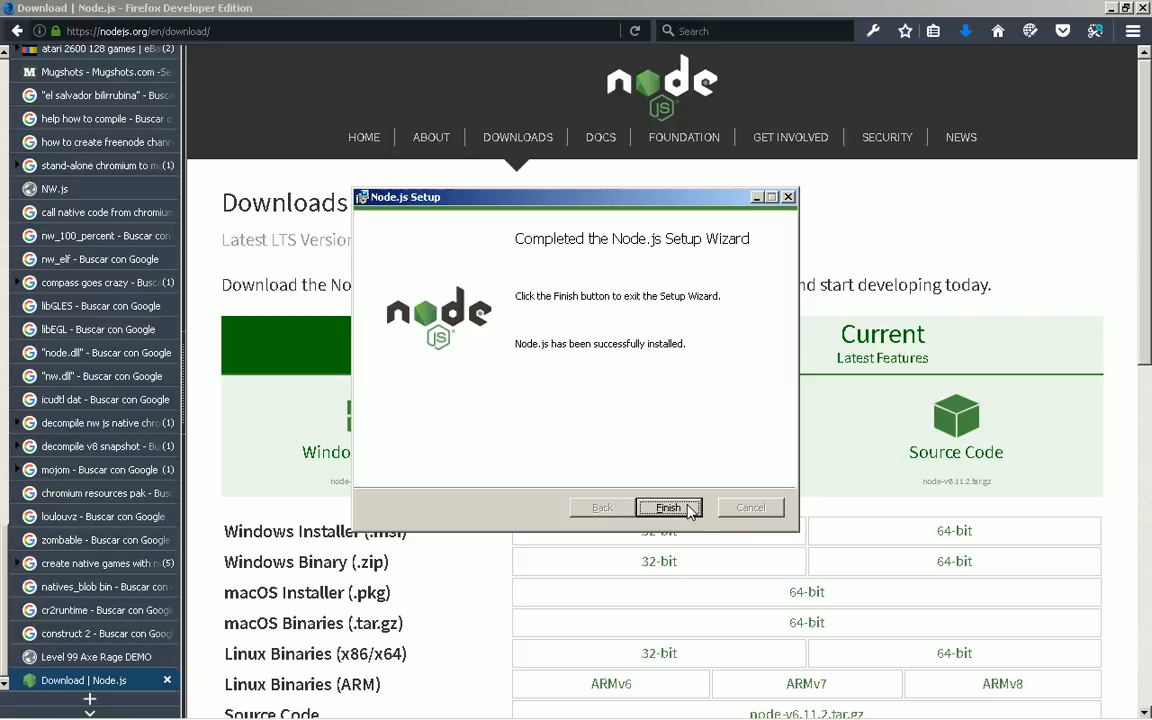 Download | Node.js - Firefox Developer Edition
https://nodejs.org/en/download/
Search
atari 2600 128 games | eBa (2)
Mugshots - Mugshots.com -Se
"el salvador bilirrubina" - Busc
help how to compile - Buscar c
how to create freenode chann
stand-alone chromium to m (1)
NW.js
call native code from chromiu
nw_100_percent - Buscar con
nw_elf - Buscar con Google
compass goes crazy - Busc (1)
libGLES - Buscar con Google
libEGL - Buscar con Google
"node.dll" - Buscar con Google
"nw.dll" - Buscar con Google
icudtl dat - Buscar con Google
decompile nw js native chro (1)
decompile v8 snapshot - Bu (1)
mojom - Buscar con Google (1)
chromium resources pak - Busc
loulouvz - Buscar con Google
zombable - Buscar con Google
create native games with n (5)
natives_blob bin - Buscar con
cr2runtime - Buscar con Googl
construct 2 - Buscar con Goog
Level 99 Axe Rage DEMO
Download | Node.js
node
JS
HOME
ABOUT
DOWNLOADS
DOCS
FOUNDATION
GET INVOLVED
SECURITY
NEWS
Downloads
Latest LTS Versio
Download the No
and start developing today.
Current
Latest Features
Windo
node-
Source Code
node-v6.11.2.tar.gz
Node.js Setup
Completed the Node.js Setup Wizard
Click the Finish button to exit the Setup Wizard.
Node.js has been successfully installed.
node
JS
Back
Finish
Cancel
Windows Installer (.msi)
32-bit
64-bit
Windows Binary (.zip)
32-bit
64-bit
macOS Installer (.pkg)
64-bit
macOS Binaries (.tar.gz)
64-bit
Linux Binaries (x86/x64)
32-bit
64-bit
Linux Binaries (ARM)
ARMv6
ARMv7
ARMv8
Source Code
node-v6.11.2.tar.gz